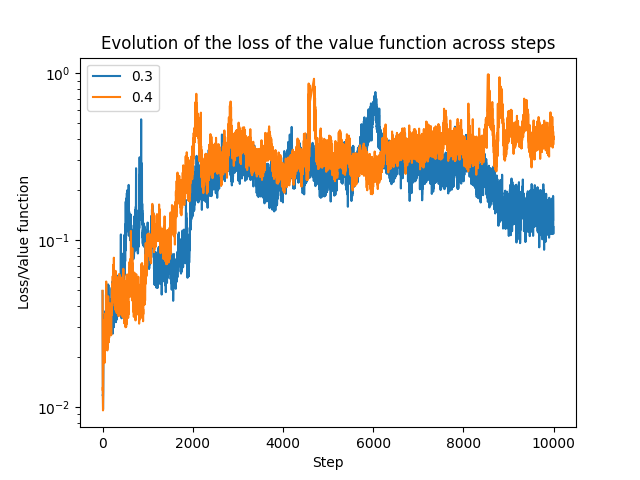 Evolution of the loss of the value function across steps
0.3
0.4
10⁰
10⁻¹
10⁻²
Loss/Value function
0 2000 4000 6000 8000 10000
Step